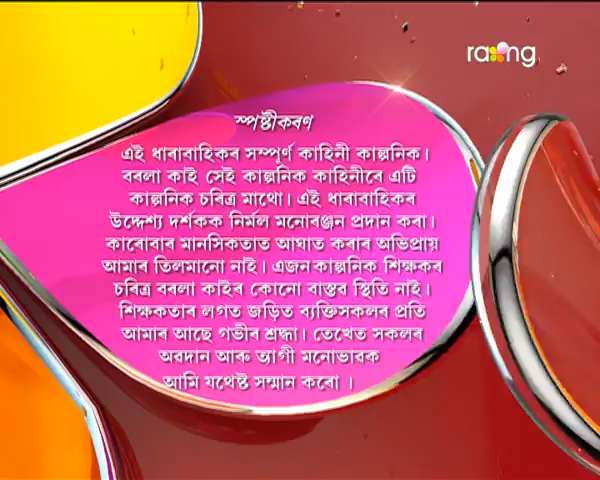 rang
স্পষ্টীকৰণ
এই ধাৰাবাহিকৰ সম্পূৰ্ণ কাহিনী কাল্পনিক।
বৰলা কাই সেই কাল্পনিক কাহিনীৰে এটি
কাল্পনিক চৰিত্ৰ মাথো। এই ধাৰাবাহিকৰ
উদ্দেশ্য দৰ্শকক নিৰ্মল মনোৰঞ্জন প্ৰদান কৰা।
কাৰোবাৰ মানসিকতাত আঘাত কৰাৰ অভিপ্ৰায়
আমাৰ তিলমানো নাই। এজন কাল্পনিক শিক্ষকৰ
চৰিত্ৰ বৰলা কাইৰ কোনো বাস্তৱ স্থিতি নাই।
শিক্ষকতাৰ লগত জড়িত ব্যক্তিসকলৰ প্ৰতি
আমাৰ আছে গভীৰ শ্ৰদ্ধা। তেখেত সকলৰ
অৱদান আৰু ত্যাগী মনোভাবক
আমি যথেষ্ট সন্মান কৰো ।